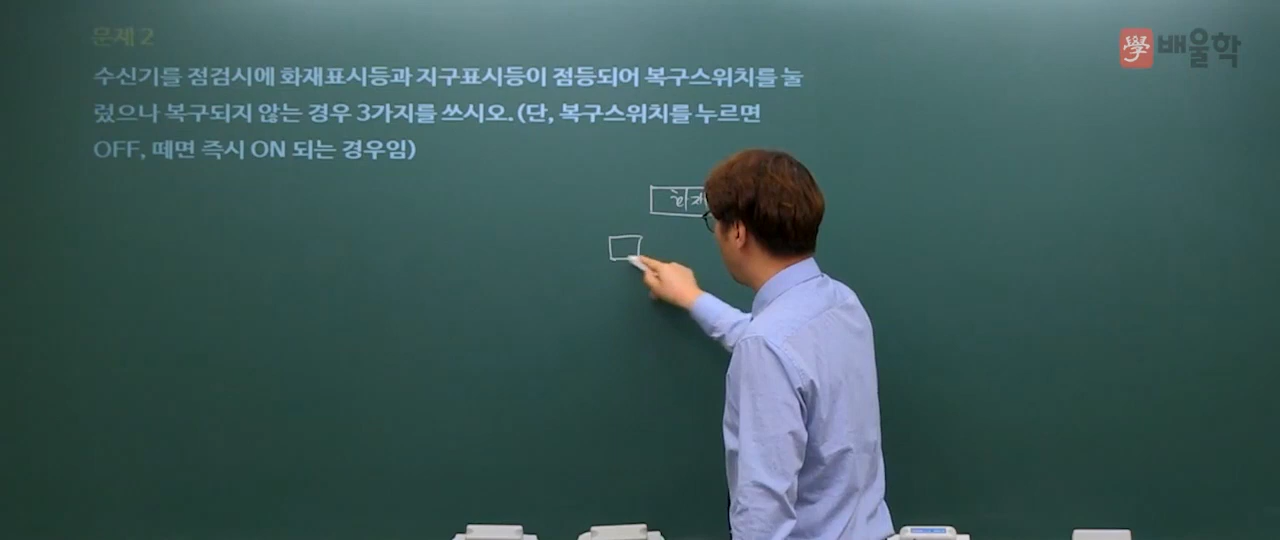 문제 2
學 배울학
수신기를 점검시에 화재표시등과 지구표시등이 점등되어 복구스위치를 눌
렀으나 복구되지 않는 경우 3가지를 쓰시오. (단, 복구스위치를 누르면
OFF, 떼면 즉시 ON 되는 경우임)
화재